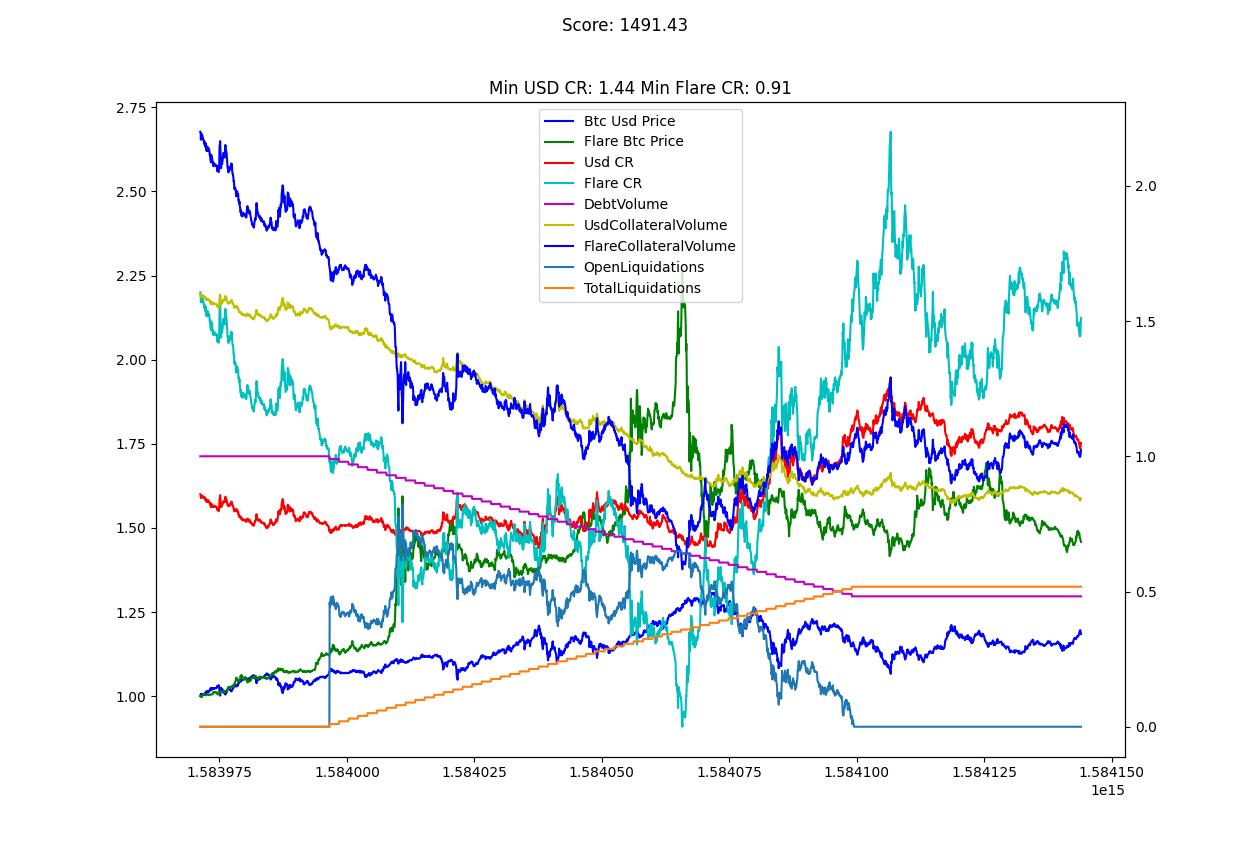 Score: 1491.43
Min USD CR: 1.44 Min Flare CR: 0.91
Btc Usd Price
Flare Btc Price
Usd CR
Flare CR
DebtVolume
UsdCollateralVolume
FlareCollateralVolume
OpenLiquidations
TotalLiquidations
2.75
2.50
2.25
2.00
1.75
1.50
1.25
1.00
2.0
1.5
1.0
0.5
0.0
1.583975 1.584000 1.584025 1.584050 1.584075 1.584100 1.584125 1.584150
1e15